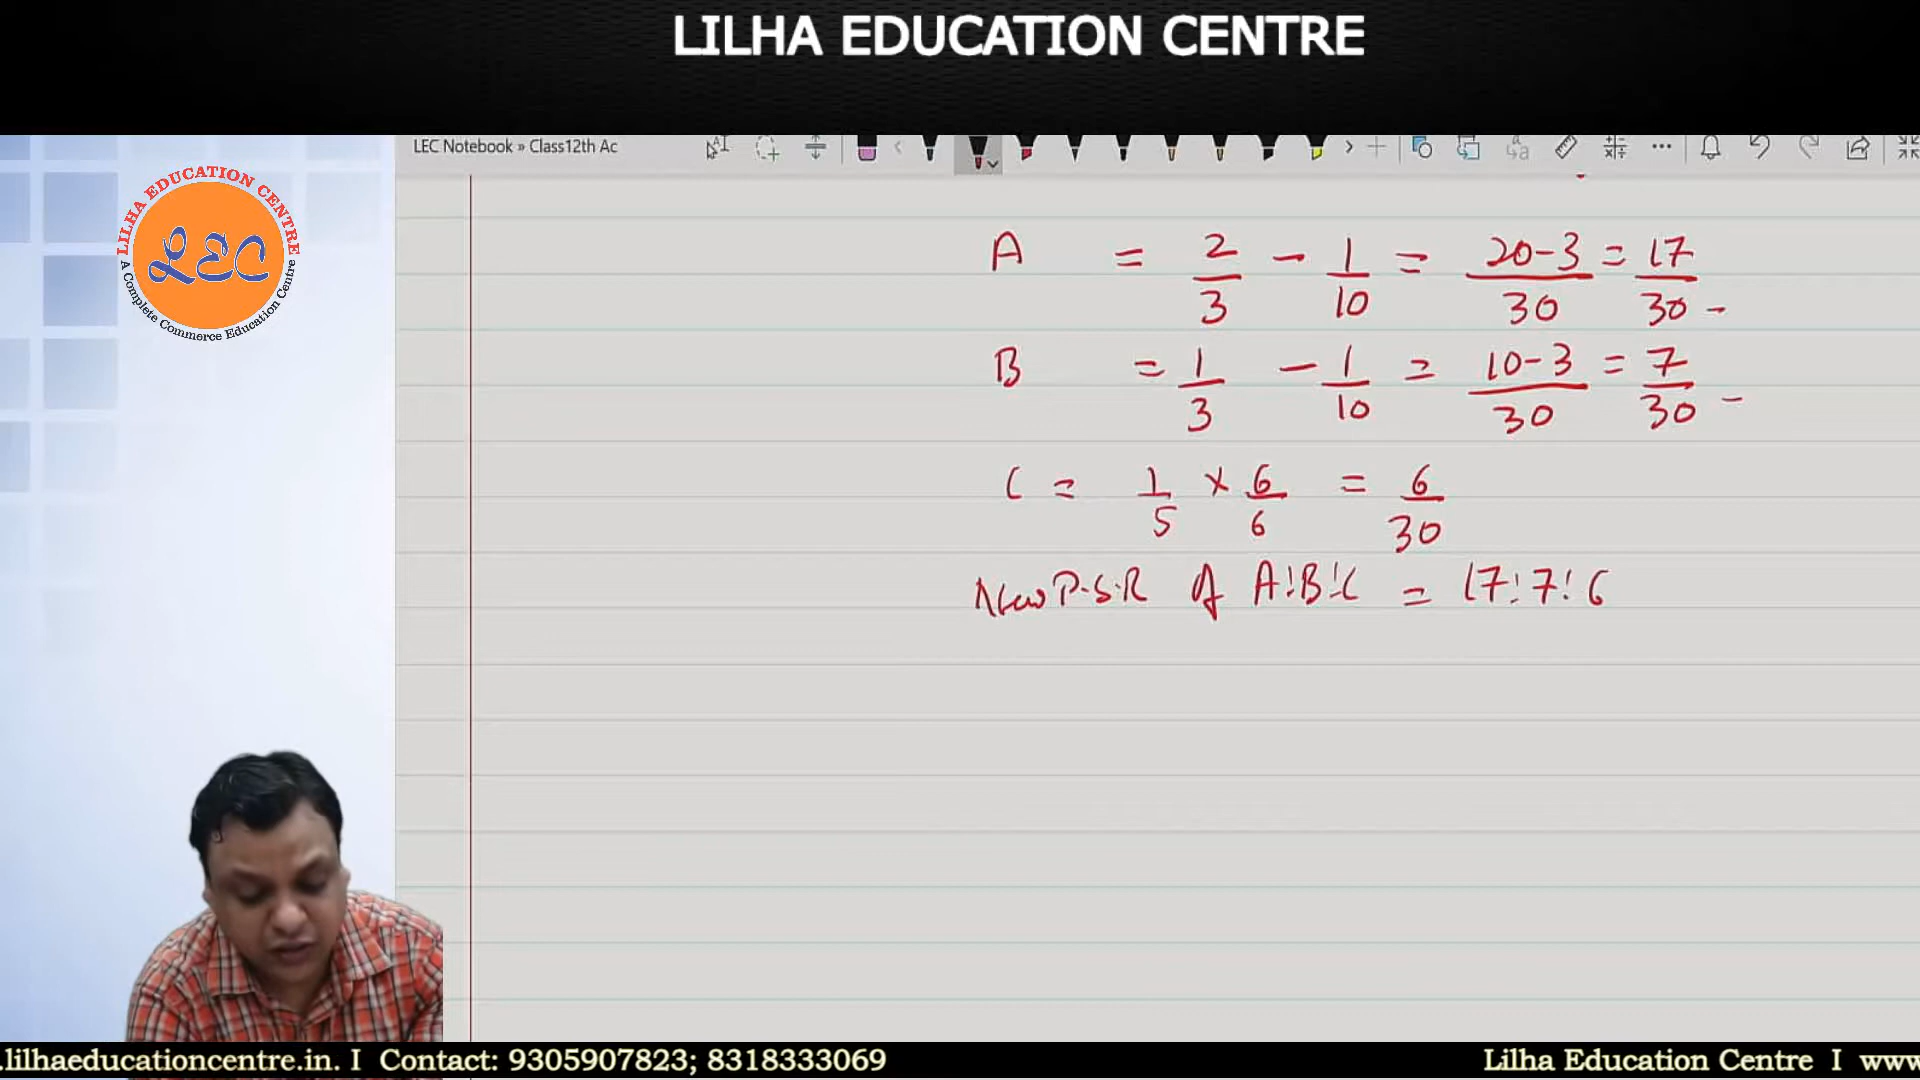 LILHA EDUCATION CENTRE
LEC Notebook » Class12th Ac
LILHA EDUCATION CENTRE
LEC
A Complete Commerce Education Centre
A = 2/3 - 1/10 = 20-3/30 = 17/30 -
B = 1/3 - 1/10 = 10-3/30 = 7/30 -
C = 1/5 × 6/6 = 6/30
New P.S.R of A:B:C = 17:7:6
.lilhaeducationcentre.in. I Contact: 9305907823; 8318333069
Lilha Education Centre I www